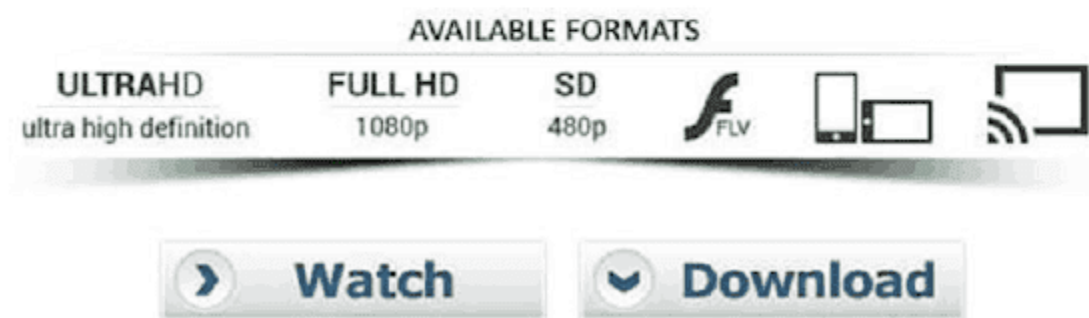 AVAILABLE FORMATS
ULTRAHD FULL HD SD
ultra high definition 1080p 480p FLV
Watch Download